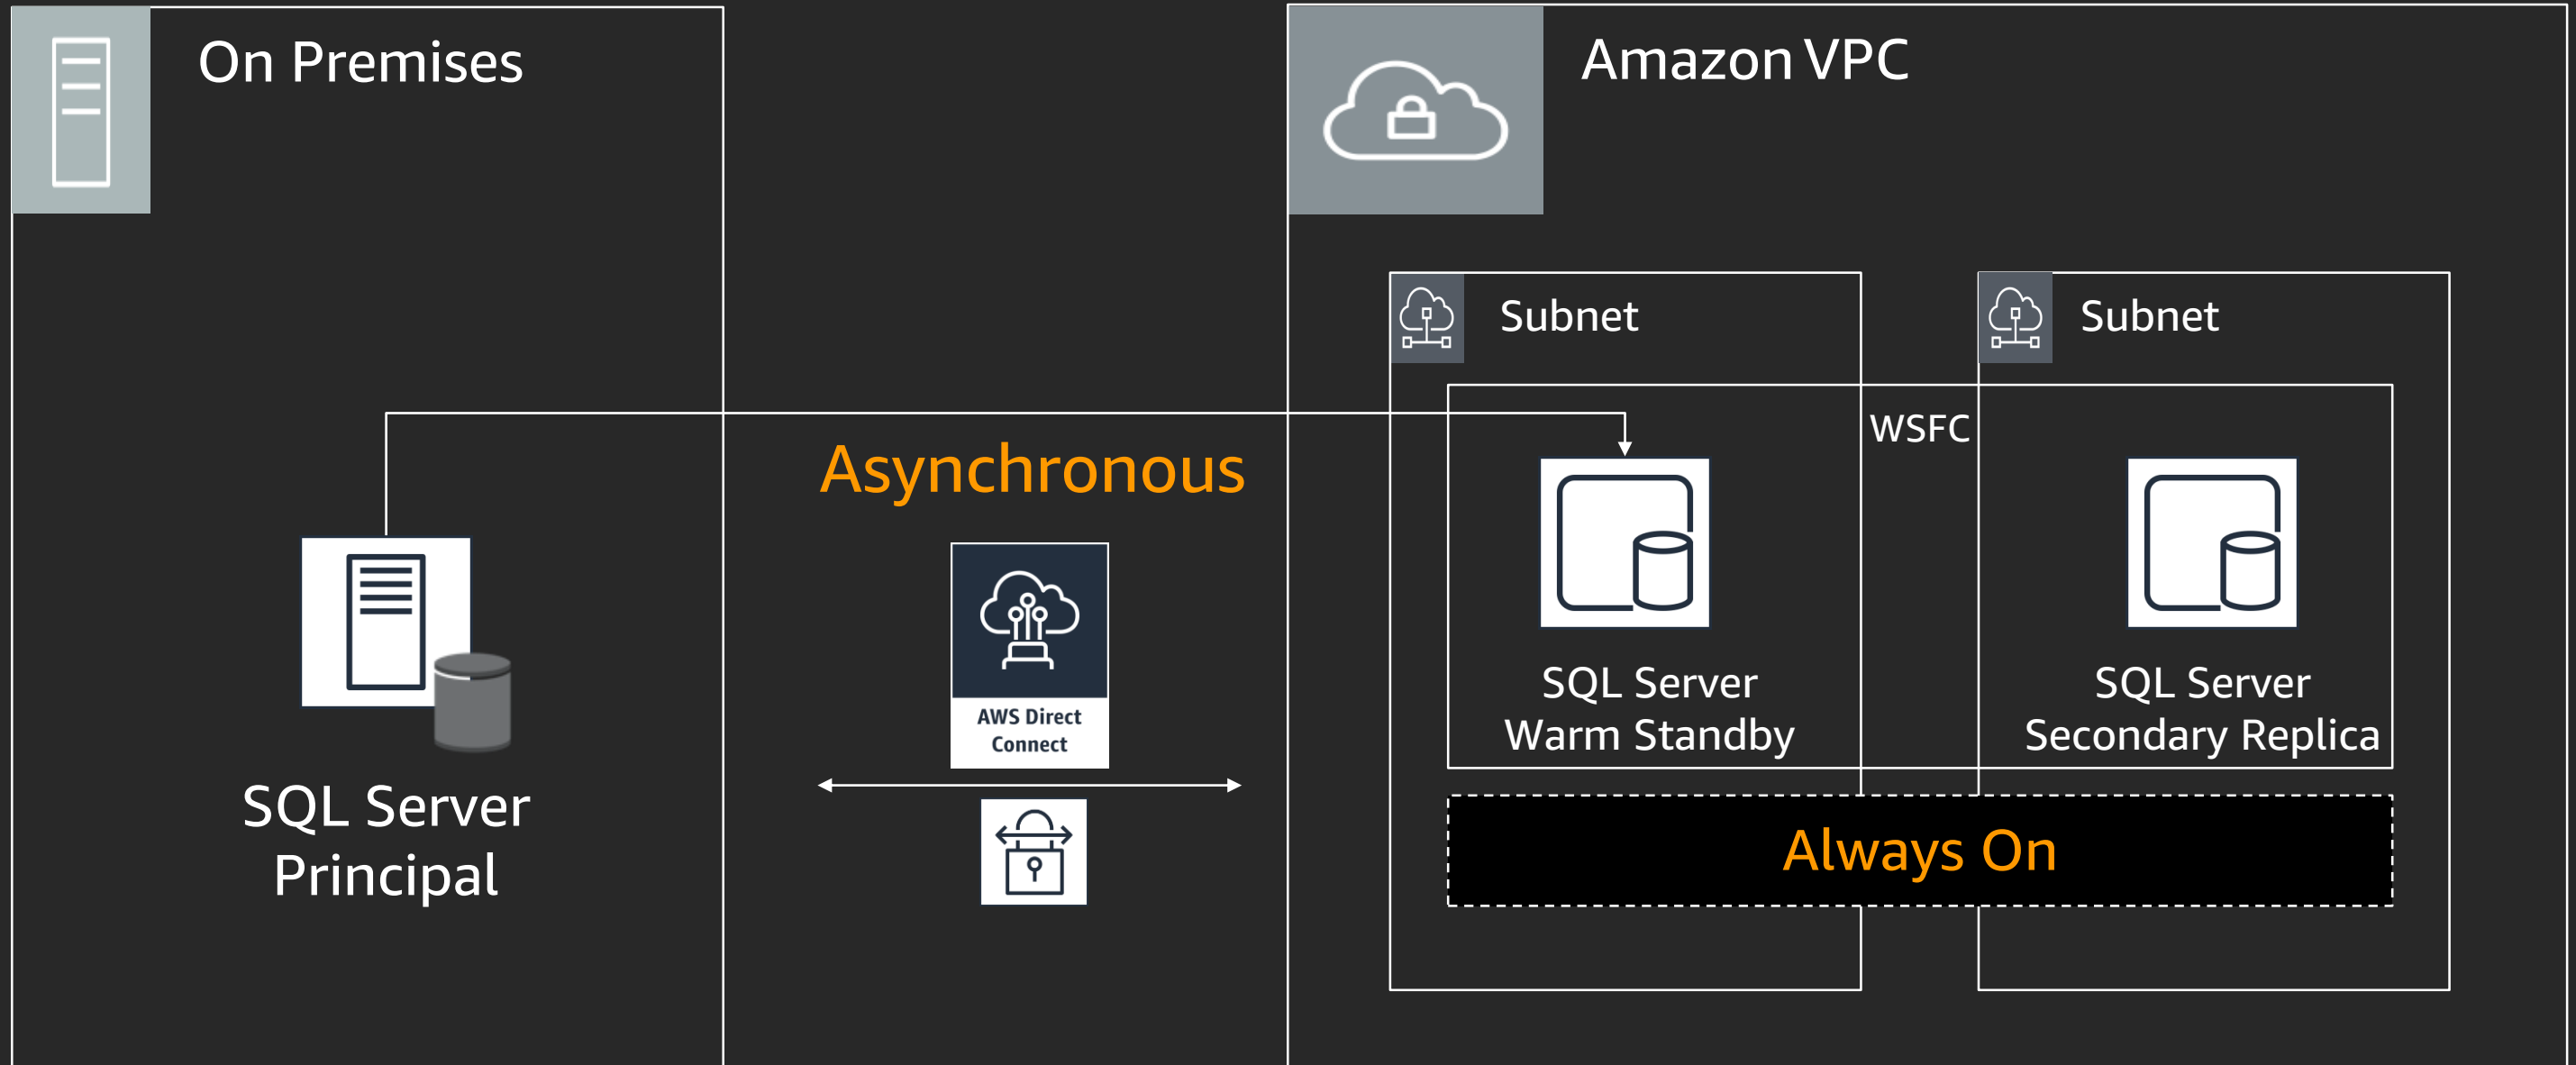 On Premises
Amazon VPC
Subnet
Subnet
WSFC
Asynchronous
AWS Direct
Connect
SQL Server
Principal
SQL Server
Warm Standby
SQL Server
Secondary Replica
Always On